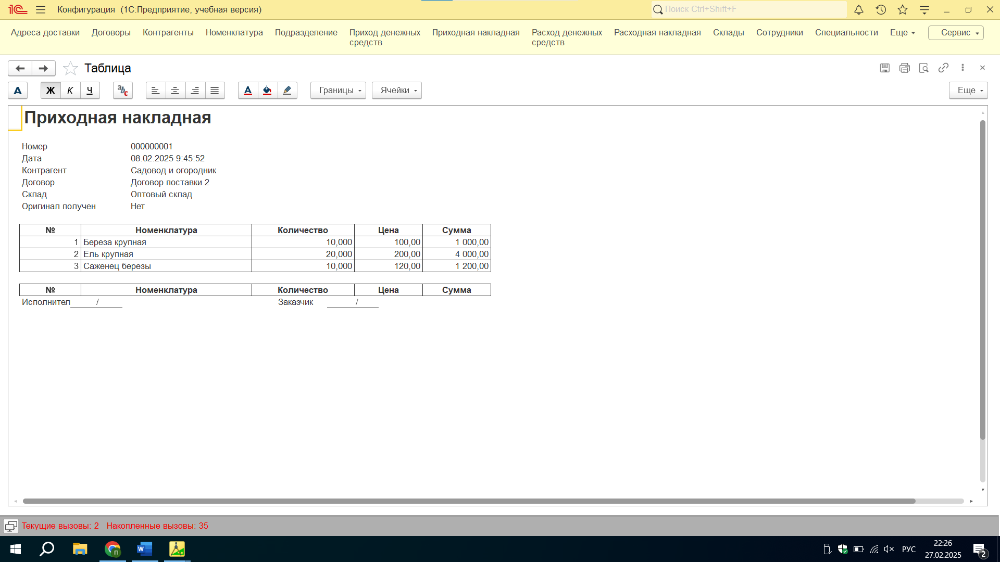 1С Конфигурация (1С:Предприятие, учебная версия) Поиск Ctrl+Shift+F
Адреса доставки Договоры Контрагенты Номенклатура Подразделение Приход денежных средств Приходная накладная Расход денежных средств Расходная накладная Склады Сотрудники Специальности Еще Сервис
Таблица
А Ж К Ч abc А Границы Ячейки Еще
Приходная накладная
Номер 000000001
Дата 08.02.2025 9:45:52
Контрагент Садовод и огородник
Договор Договор поставки 2
Склад Оптовый склад
Оригинал получен Нет
№ Номенклатура Количество Цена Сумма
1 Береза крупная 10,000 100,00 1 000,00
2 Ель крупная 20,000 200,00 4 000,00
3 Саженец березы 10,000 120,00 1 200,00
№ Номенклатура Количество Цена Сумма
Исполнител / Заказчик /
Текущие вызовы: 2 Накопленные вызовы: 35
п W РУС 22:26
27.02.2025 2